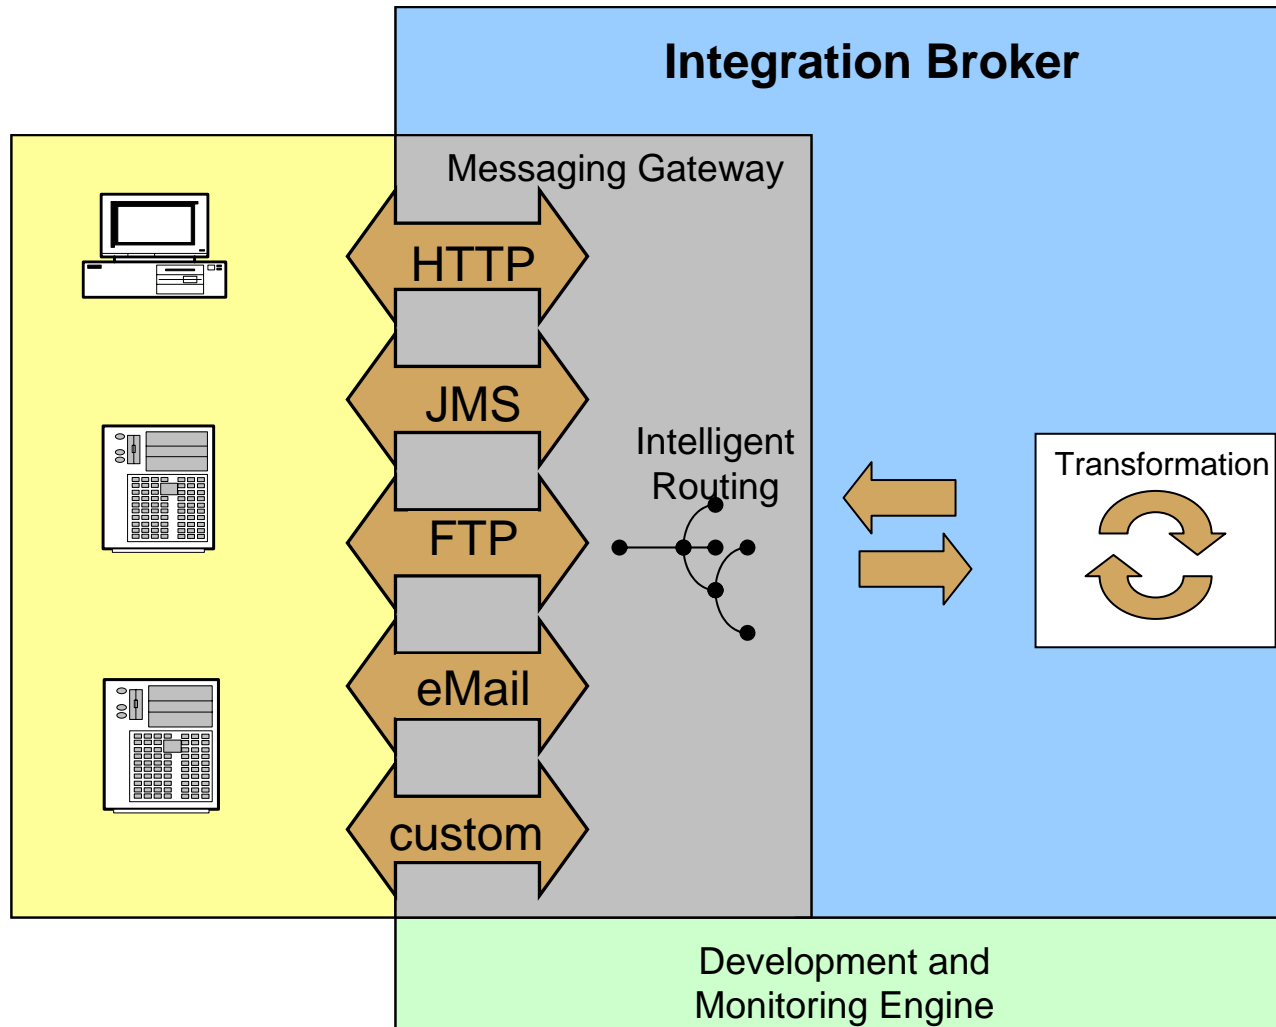 Integration Broker
Messaging Gateway
HTTP
JMS
Intelligent
Routing
Transformation
FTP
eMail
custom
Development and
Monitoring Engine